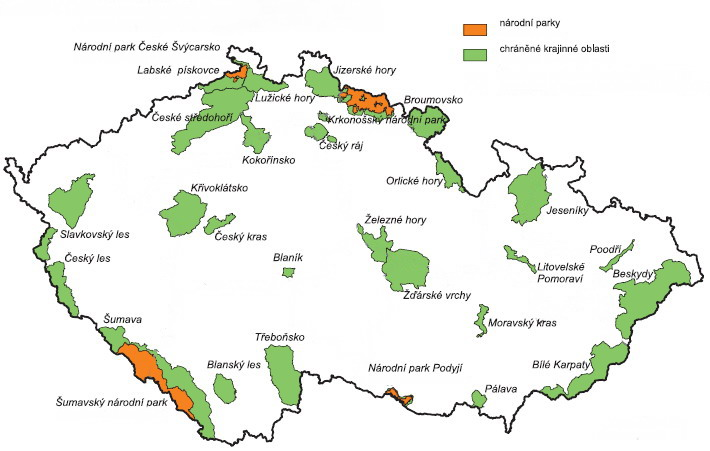 národní parky
chráněné krajinné oblasti
Národní park České Švýcarsko
Labské pískovce
Jizerské hory
Lužické hory
Broumovsko
České středohoří
Krkonošský národní park
Český ráj
Kokořínsko
Orlické hory
Křivoklátsko
Jeseníky
Železné hory
Slavkovský les
Český kras
Poodří
Český les
Blaník
Litovelské
Pomoraví
Beskydy
Žďárské vrchy
Šumava
Moravský kras
Třeboňsko
Blanský les
Národní park Podyjí
Bílé Karpaty
Pálava
Šumavský národní park